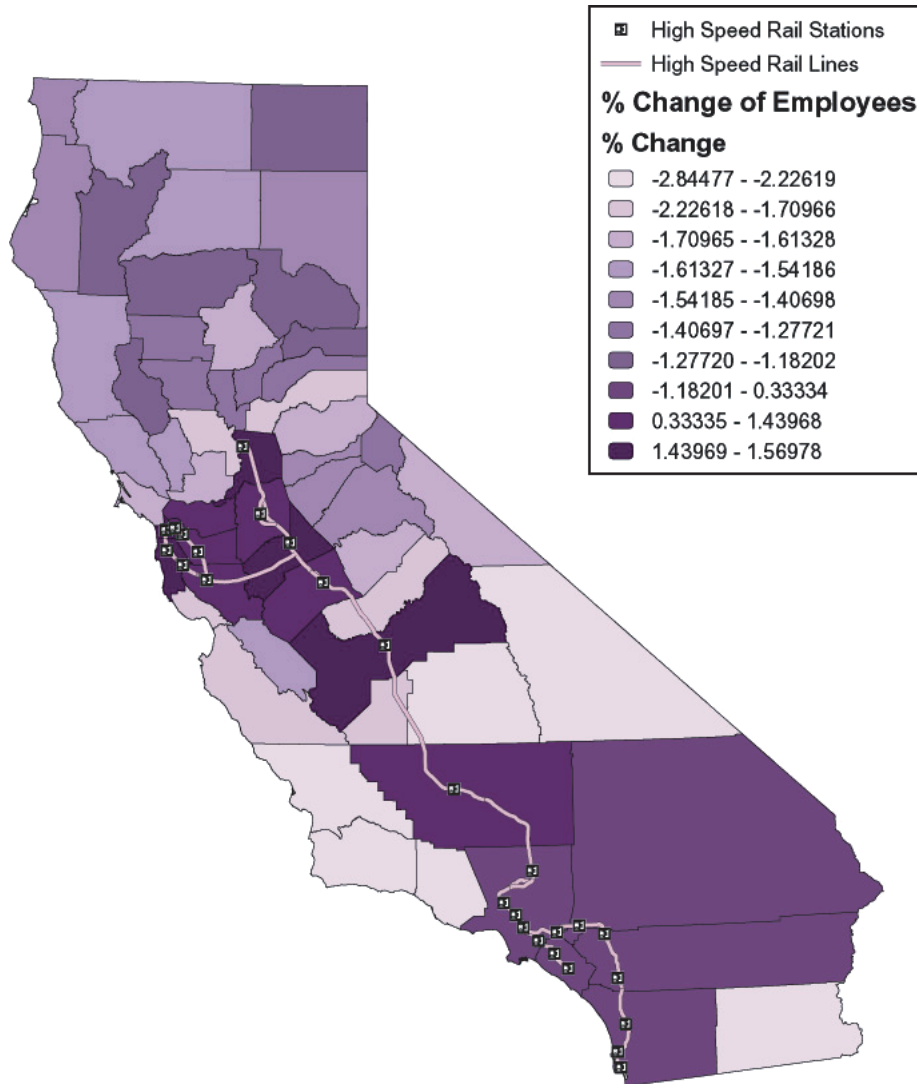 High Speed Rail Stations
High Speed Rail Lines
% Change of Employees
% Change
-2.84477 - -2.22619
-2.22618 - -1.70966
-1.70965 - -1.61328
-1.61327 - -1.54186
-1.54185 - -1.40698
-1.40697 - -1.27721
-1.27720 - -1.18202
-1.18201 - 0.33334
0.33335 - 1.43968
1.43969 - 1.56978